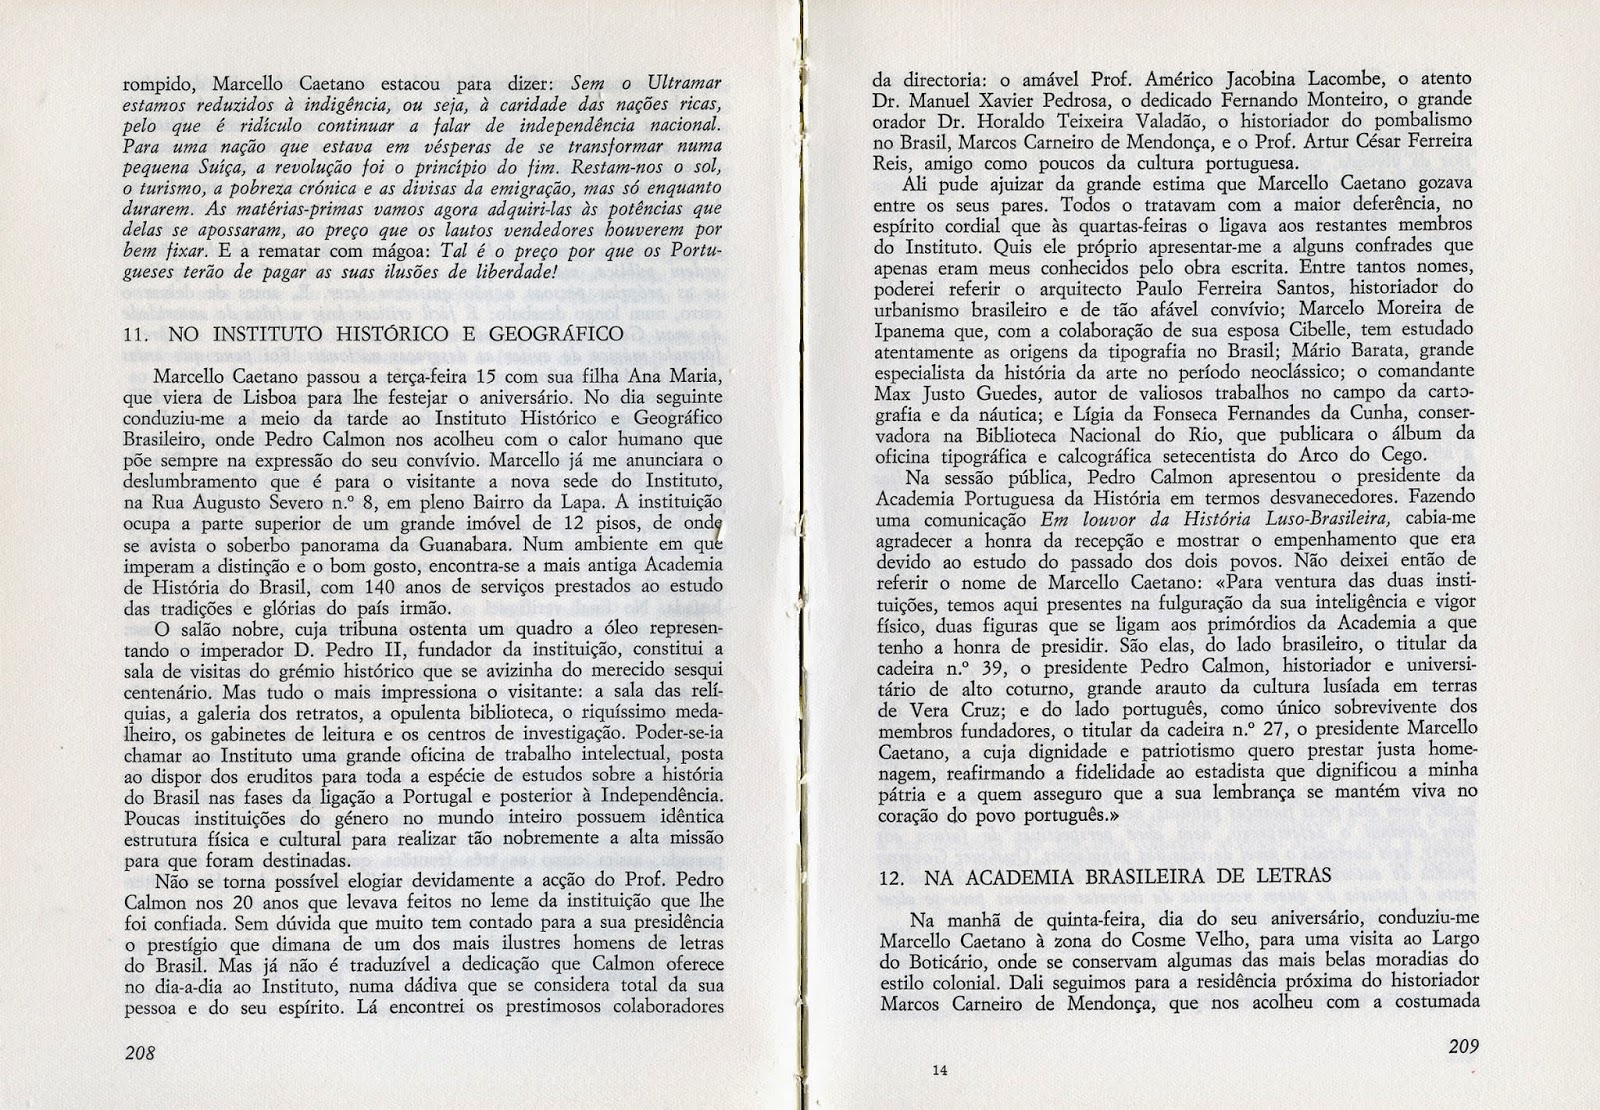 rompido, Marcello Caetano estacou para dizer: Sem o Ultramar
estamos reduzidos à indigência, ou seja, à caridade das nações ricas,
pelo que é ridículo continuar a falar de independência nacional.
Para uma nação que estava em vésperas de se transformar numa
pequena Suíça, a revolução foi o princípio do fim. Restam-nos o sol,
o turismo, a pobreza crónica e as divisas da emigração, mas só enquanto
durarem. As matérias-primas vamos agora adquiri-las às potências que
delas se apossaram, ao preço que os lautos vendedores houverem por
bem fixar. E a rematar com mágoa: Tal é o preço por que os Portu-
gueses terão de pagar as suas ilusões de liberdade!
11. NO INSTITUTO HISTÓRICO E GEOGRÁFICO
Marcello Caetano passou a terça-feira 15 com sua filha Ana Maria,
que viera de Lisboa para lhe festejar o aniversário. No dia seguinte
conduziu-me a meio da tarde ao Instituto Histórico e Geográfico
Brasileiro, onde Pedro Calmon nos acolheu com o calor humano que
põe sempre na expressão do seu convívio. Marcello já me anunciara o
deslumbramento que é para o visitante a nova sede do Instituto,
na Rua Augusto Severo n.º 8, em pleno Bairro da Lapa. A instituição
ocupa a parte superior de um grande imóvel de 12 pisos, de onde
se avista o soberbo panorama da Guanabara. Num ambiente em que
imperam a distinção e o bom gosto, encontra-se a mais antiga Academia
de História do Brasil, com 140 anos de serviços prestados ao estudo
das tradições e glórias do país irmão.
O salão nobre, cuja tribuna ostenta um quadro a óleo represen-
tando o imperador D. Pedro II, fundador da instituição, constitui a
sala de visitas do grémio histórico que se avizinha do merecido sesqui
centenário. Mas tudo o mais impressiona o visitante: a sala das relí-
quias, a galeria dos retratos, a opulenta biblioteca, o riquíssimo meda-
lheiro, os gabinetes de leitura e os centros de investigação. Poder-se-ia
chamar ao Instituto uma grande oficina de trabalho intelectual, posta
ao dispor dos eruditos para toda a espécie de estudos sobre a história
do Brasil nas fases da ligação a Portugal e posterior à Independência.
Poucas instituições do género no mundo inteiro possuem idêntica
estrutura física e cultural para realizar tão nobremente a alta missão
para que foram destinadas.
Não se torna possível elogiar devidamente a acção do Prof. Pedro
Calmon nos 20 anos que levava feitos no leme da instituição que lhe
foi confiada. Sem dúvida que muito tem contado para a sua presidência
o prestígio que dimana de um dos mais ilustres homens de letras
do Brasil. Mas já não é traduzível a dedicação que Calmon oferece
no dia-a-dia ao Instituto, numa dádiva que se considera total da sua
pessoa e do seu espírito. Lá encontrei os prestimosos colaboradores
208
da directoria: o amável Prof. Américo Jacobina Lacombe, o atento
Dr. Manuel Xavier Pedrosa, o dedicado Fernando Monteiro, o grande
orador Dr. Horaldo Teixeira Valadão, o historiador do pombalismo
no Brasil, Marcos Carneiro de Mendonça, e o Prof. Artur César Ferreira
Reis, amigo como poucos da cultura portuguesa.
Ali pude ajuizar da grande estima que Marcello Caetano gozava
entre os seus pares. Todos o tratavam com a maior deferência, no
espírito cordial que às quartas-feiras o ligava aos restantes membros
do Instituto. Quis ele próprio apresentar-me a alguns confrades que
apenas eram meus conhecidos pelo obra escrita. Entre tantos nomes,
poderei referir o arquitecto Paulo Ferreira Santos, historiador do
urbanismo brasileiro e de tão afável convívio; Marcelo Moreira de
Ipanema que, com a colaboração de sua esposa Cibelle, tem estudado
atentamente as origens da tipografia no Brasil; Mário Barata, grande
especialista da história da arte no período neoclássico; o comandante
Max Justo Guedes, autor de valiosos trabalhos no campo da carto-
grafia e da náutica; e Lígia da Fonseca Fernandes da Cunha, conser-
vadora na Biblioteca Nacional do Rio, que publicara o álbum da
oficina tipográfica e calcográfica setecentista do Arco do Cego.
Na sessão pública, Pedro Calmon apresentou o presidente da
Academia Portuguesa da História em termos desvanecedores. Fazendo
uma comunicação Em louvor da História Luso-Brasileira, cabia-me
agradecer a honra da recepção e mostrar o empenhamento que era
devido ao estudo do passado dos dois povos. Não deixei então de
referir o nome de Marcello Caetano: «Para ventura das duas insti-
tuições, temos aqui presentes na fulguração da sua inteligência e vigor
físico, duas figuras que se ligam aos primórdios da Academia a que
tenho a honra de presidir. São elas, do lado brasileiro, o titular da
cadeira n.º 39, o presidente Pedro Calmon, historiador e universi-
tário de alto coturno, grande arauto da cultura lusíada em terras
de Vera Cruz; e do lado português, como único sobrevivente dos
membros fundadores, o titular da cadeira n.º 27, o presidente Marcello
Caetano, a cuja dignidade e patriotismo quero prestar justa home-
nagem, reafirmando a fidelidade ao estadista que dignificou a minha
pátria e a quem asseguro que a sua lembrança se mantém viva no
coração do povo português.»
12. NA ACADEMIA BRASILEIRA DE LETRAS
Na manhã de quinta-feira, dia do seu aniversário, conduziu-me
Marcello Caetano à zona do Cosme Velho, para uma visita ao Largo
do Boticário, onde se conservam algumas das mais belas moradias do
estilo colonial. Dali seguimos para a residência próxima do historiador
Marcos Carneiro de Mendonça, que nos acolheu com a costumada
209
14